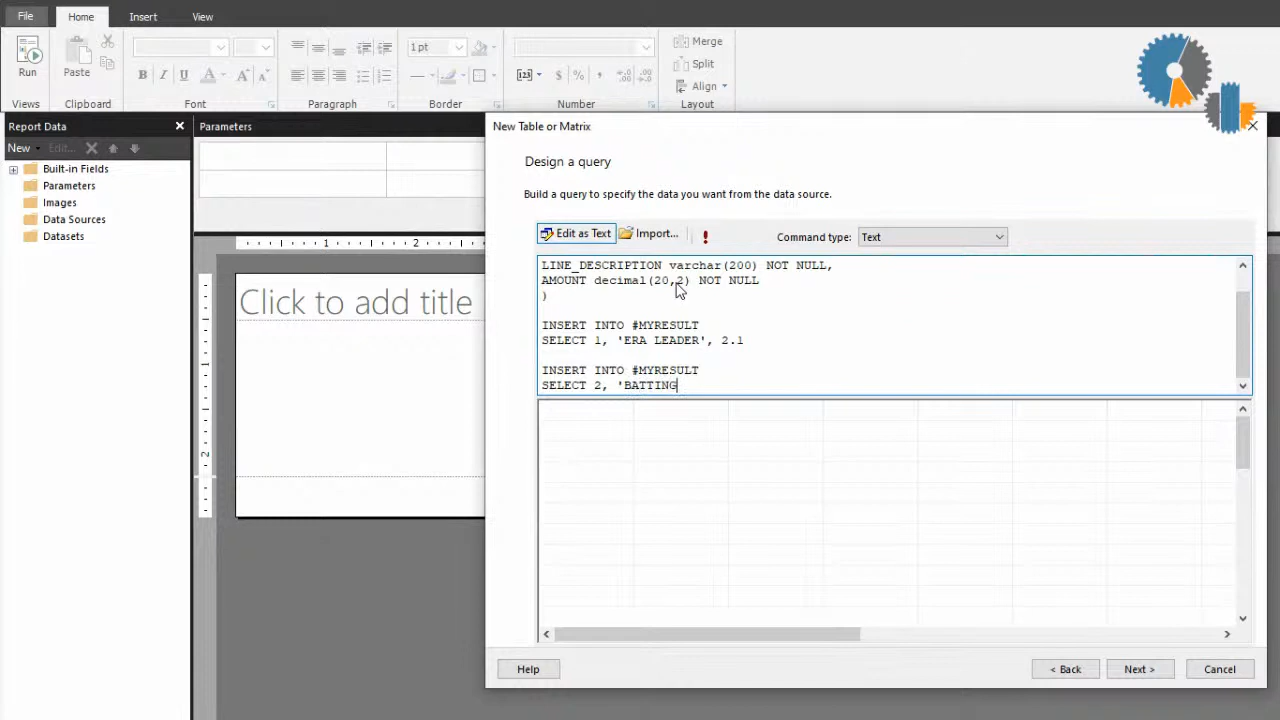 File
Home
Insert
View
Run
Paste
1pt
Merge
Split
Align
Views
Clipboard
Font
Paragraph
Border
Number
Layout
Report Data
Parameters
New Table or Matrix
New
Edit...
Built-in Fields
Parameters
Images
Data Sources
Datasets
1
2
1
2
Click to add title
Design a query
Build a query to specify the data you want from the data source.
Edit as Text
Import...
Command type:
Text
LINE_DESCRIPTION varchar(200) NOT NULL,
AMOUNT decimal(20,2) NOT NULL
)
INSERT INTO #MYRESULT
SELECT 1, 'ERA LEADER', 2.1
INSERT INTO #MYRESULT
SELECT 2, 'BATTING
Help
< Back
Next >
Cancel